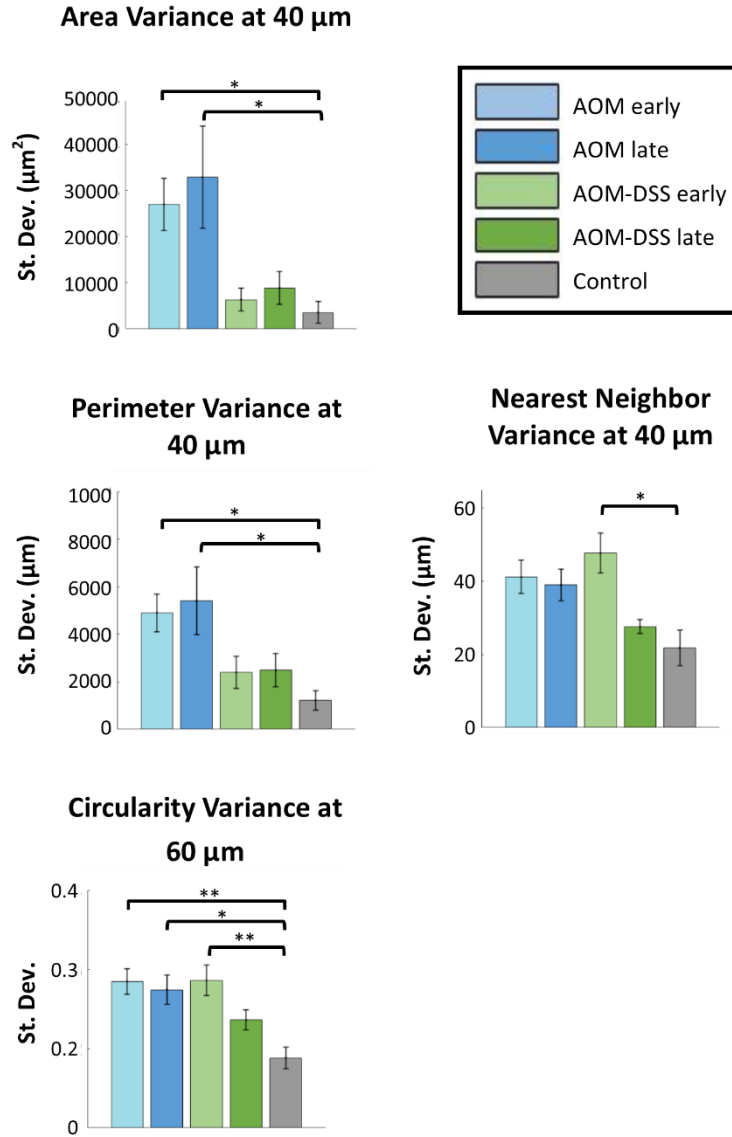 Area Variance at 40 µm
50000
40000
30000
20000
10000
0
St. Dev. (µm²)
*
*
AOM early
AOM late
AOM-DSS early
AOM-DSS late
Control
Perimeter Variance at
40 µm
1000
8000
6000
4000
2000
0
St. Dev. (µm)
*
*
Nearest Neighbor
Variance at 40 µm
60
40
20
0
St. Dev. (µm)
*
Circularity Variance at
60 µm
0.4
0.3
0.2
0
St. Dev.
**
*
**